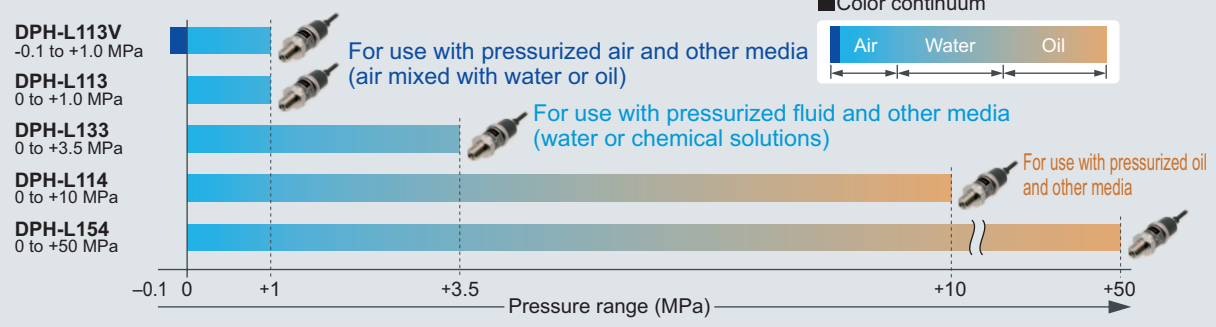 ■Color continuum
Air Water Oil
DPH-L113V
-0.1 to +1.0 MPa
For use with pressurized air and other media
(air mixed with water or oil)
DPH-L113
0 to +1.0 MPa
DPH-L133
0 to +3.5 MPa
For use with pressurized fluid and other media
(water or chemical solutions)
DPH-L114
0 to +10 MPa
For use with pressurized oil
and other media
DPH-L154
0 to +50 MPa
–0.1 0 +1 +3.5 +10 +50
Pressure range (MPa)